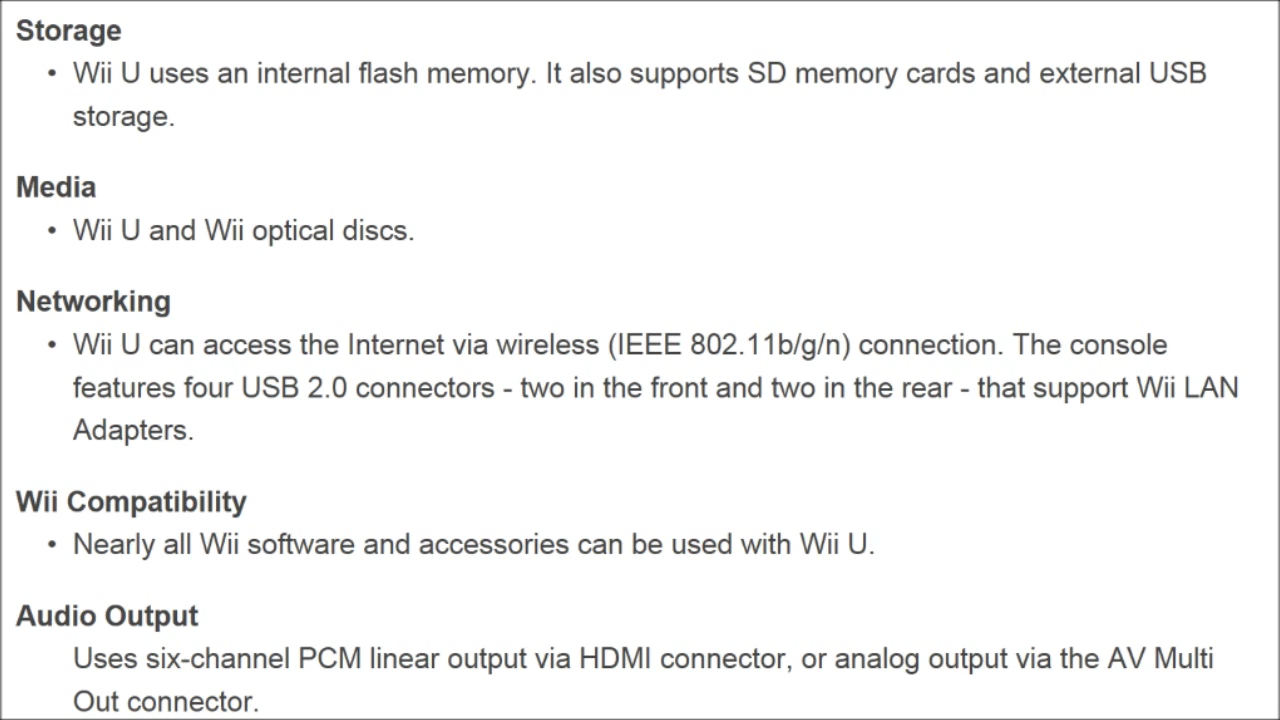 Storage
• Wii U uses an internal flash memory. It also supports SD memory cards and external USB
storage.
Media
• Wii U and Wii optical discs.
Networking
• Wii U can access the Internet via wireless (IEEE 802.11b/g/n) connection. The console
features four USB 2.0 connectors - two in the front and two in the rear - that support Wii LAN
Adapters.
Wii Compatibility
• Nearly all Wii software and accessories can be used with Wii U.
Audio Output
Uses six-channel PCM linear output via HDMI connector, or analog output via the AV Multi
Out connector.